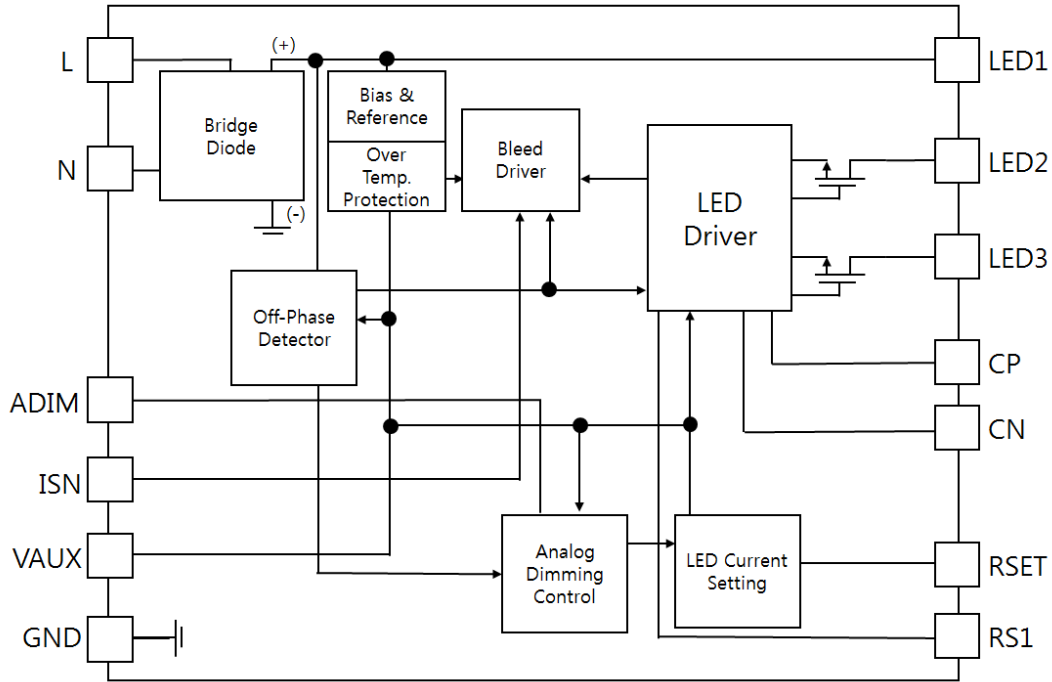 L
(+)
LED1
Bias &
Reference
Bridge
Diode
Over
Temp.
Protection
Bleed
Driver
LED
Driver
N
(-)
LED2
LED3
Off-Phase
Detector
CP
ADIM
CN
ISN
VAUX
Analog
Dimming
Control
LED Current
Setting
RSET
GND
RS1